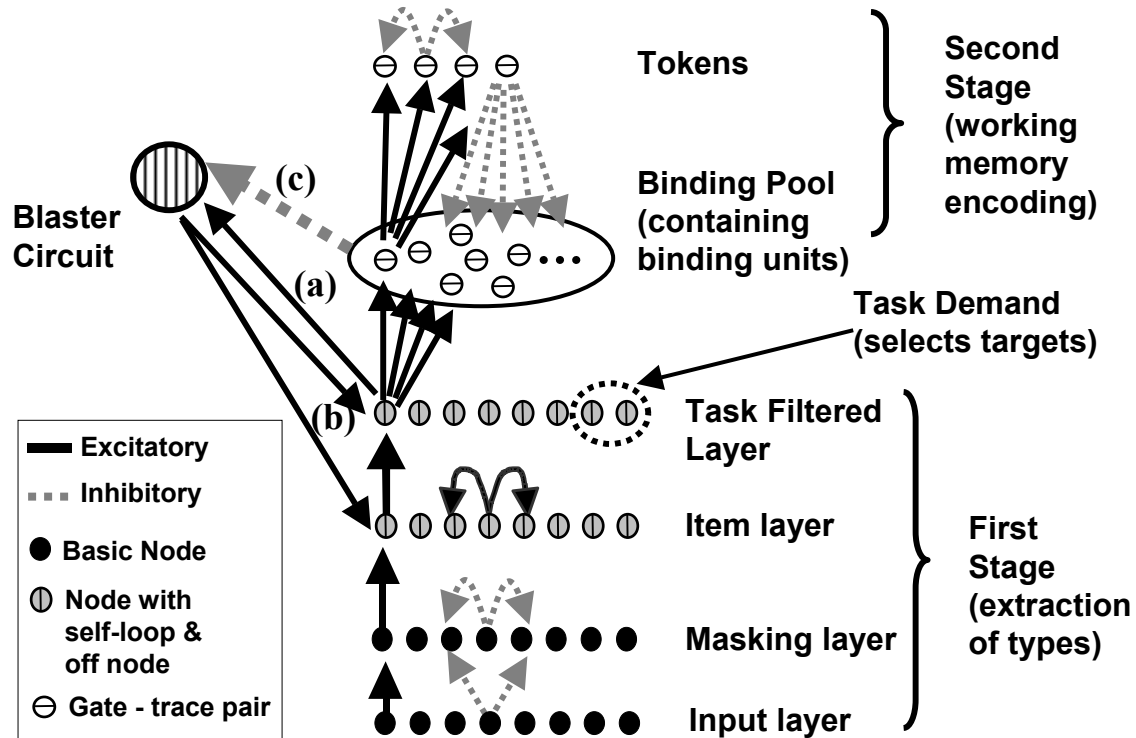 Tokens
Second
Stage
(working
memory
encoding)
(c)
Binding Pool
(containing
binding units)
Blaster
Circuit
(a)
Task Demand
(selects targets)
(b)
Task Filtered
Layer
Excitatory
Inhibitory
Basic Node
Node with
self-loop &
off node
Gate - trace pair
Item layer
First
Stage
(extraction
of types)
Masking layer
Input layer